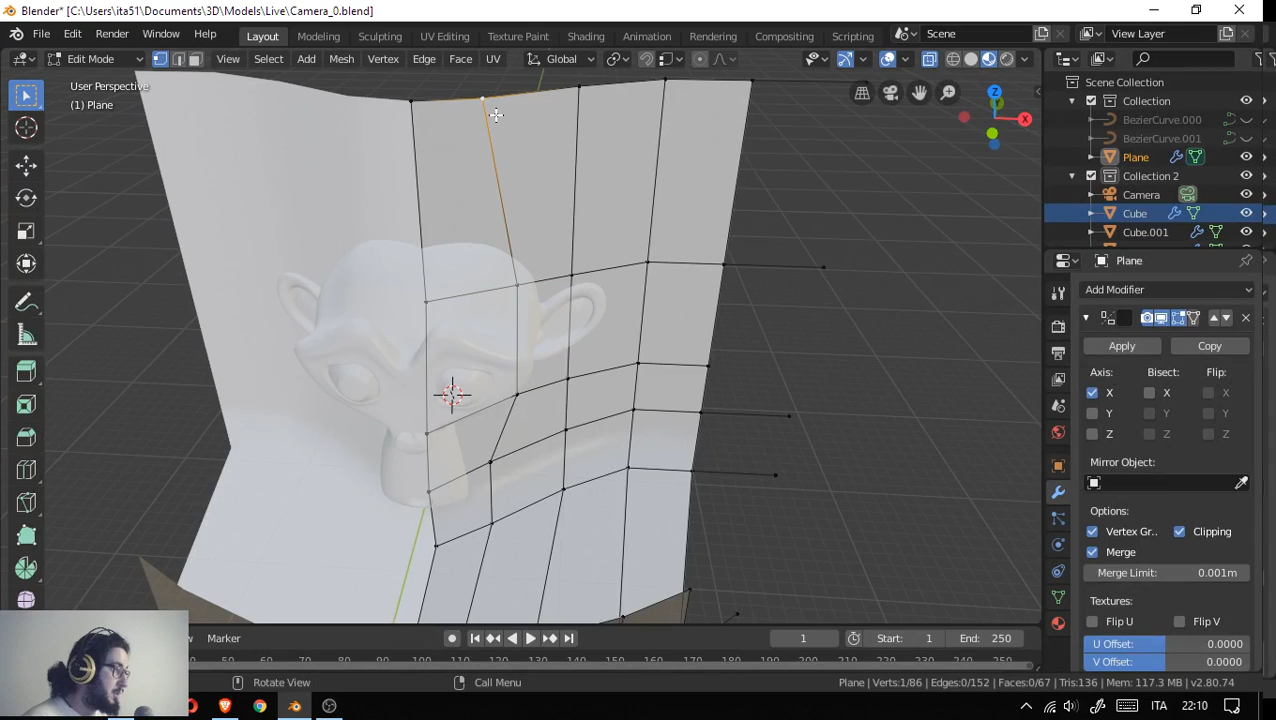 Blender* [C:\Users\ita51\Documents\3D\Models\Live\Camera_0.blend]
File Edit Render Window Help Layout Modeling Sculpting UV Editing Texture Paint Shading Animation Rendering Compositing Scripting Scene View Layer
Edit Mode View Select Add Mesh Vertex Edge Face UV Global
User Perspective
(1) Plane
Z
X
Scene Collection
Collection
BezierCurve.000
BezierCurve.001
Plane
Collection 2
Camera
Cube
Cube.001
Plane
Add Modifier
Apply Copy
Axis: Bisect: Flip:
X X X
Y Y Y
Z Z Z
Mirror Object:
Options:
Vertex Gr.. Clipping
Merge
Merge Limit: 0.001m
Textures:
Flip U Flip V
U Offset: 0.0000
V Offset: 0.0000
Marker 1 Start: 1 End: 250
50 60 70 80 90 100 110 120 130 140 150 160 170 180 190 200 210 220 230 240 250
Rotate View Call Menu Plane | Verts:1/86 | Edges:0/152 | Faces:0/67 | Tris:136 | Mem: 117.3 MB | v2.80.74
ITA 22:10